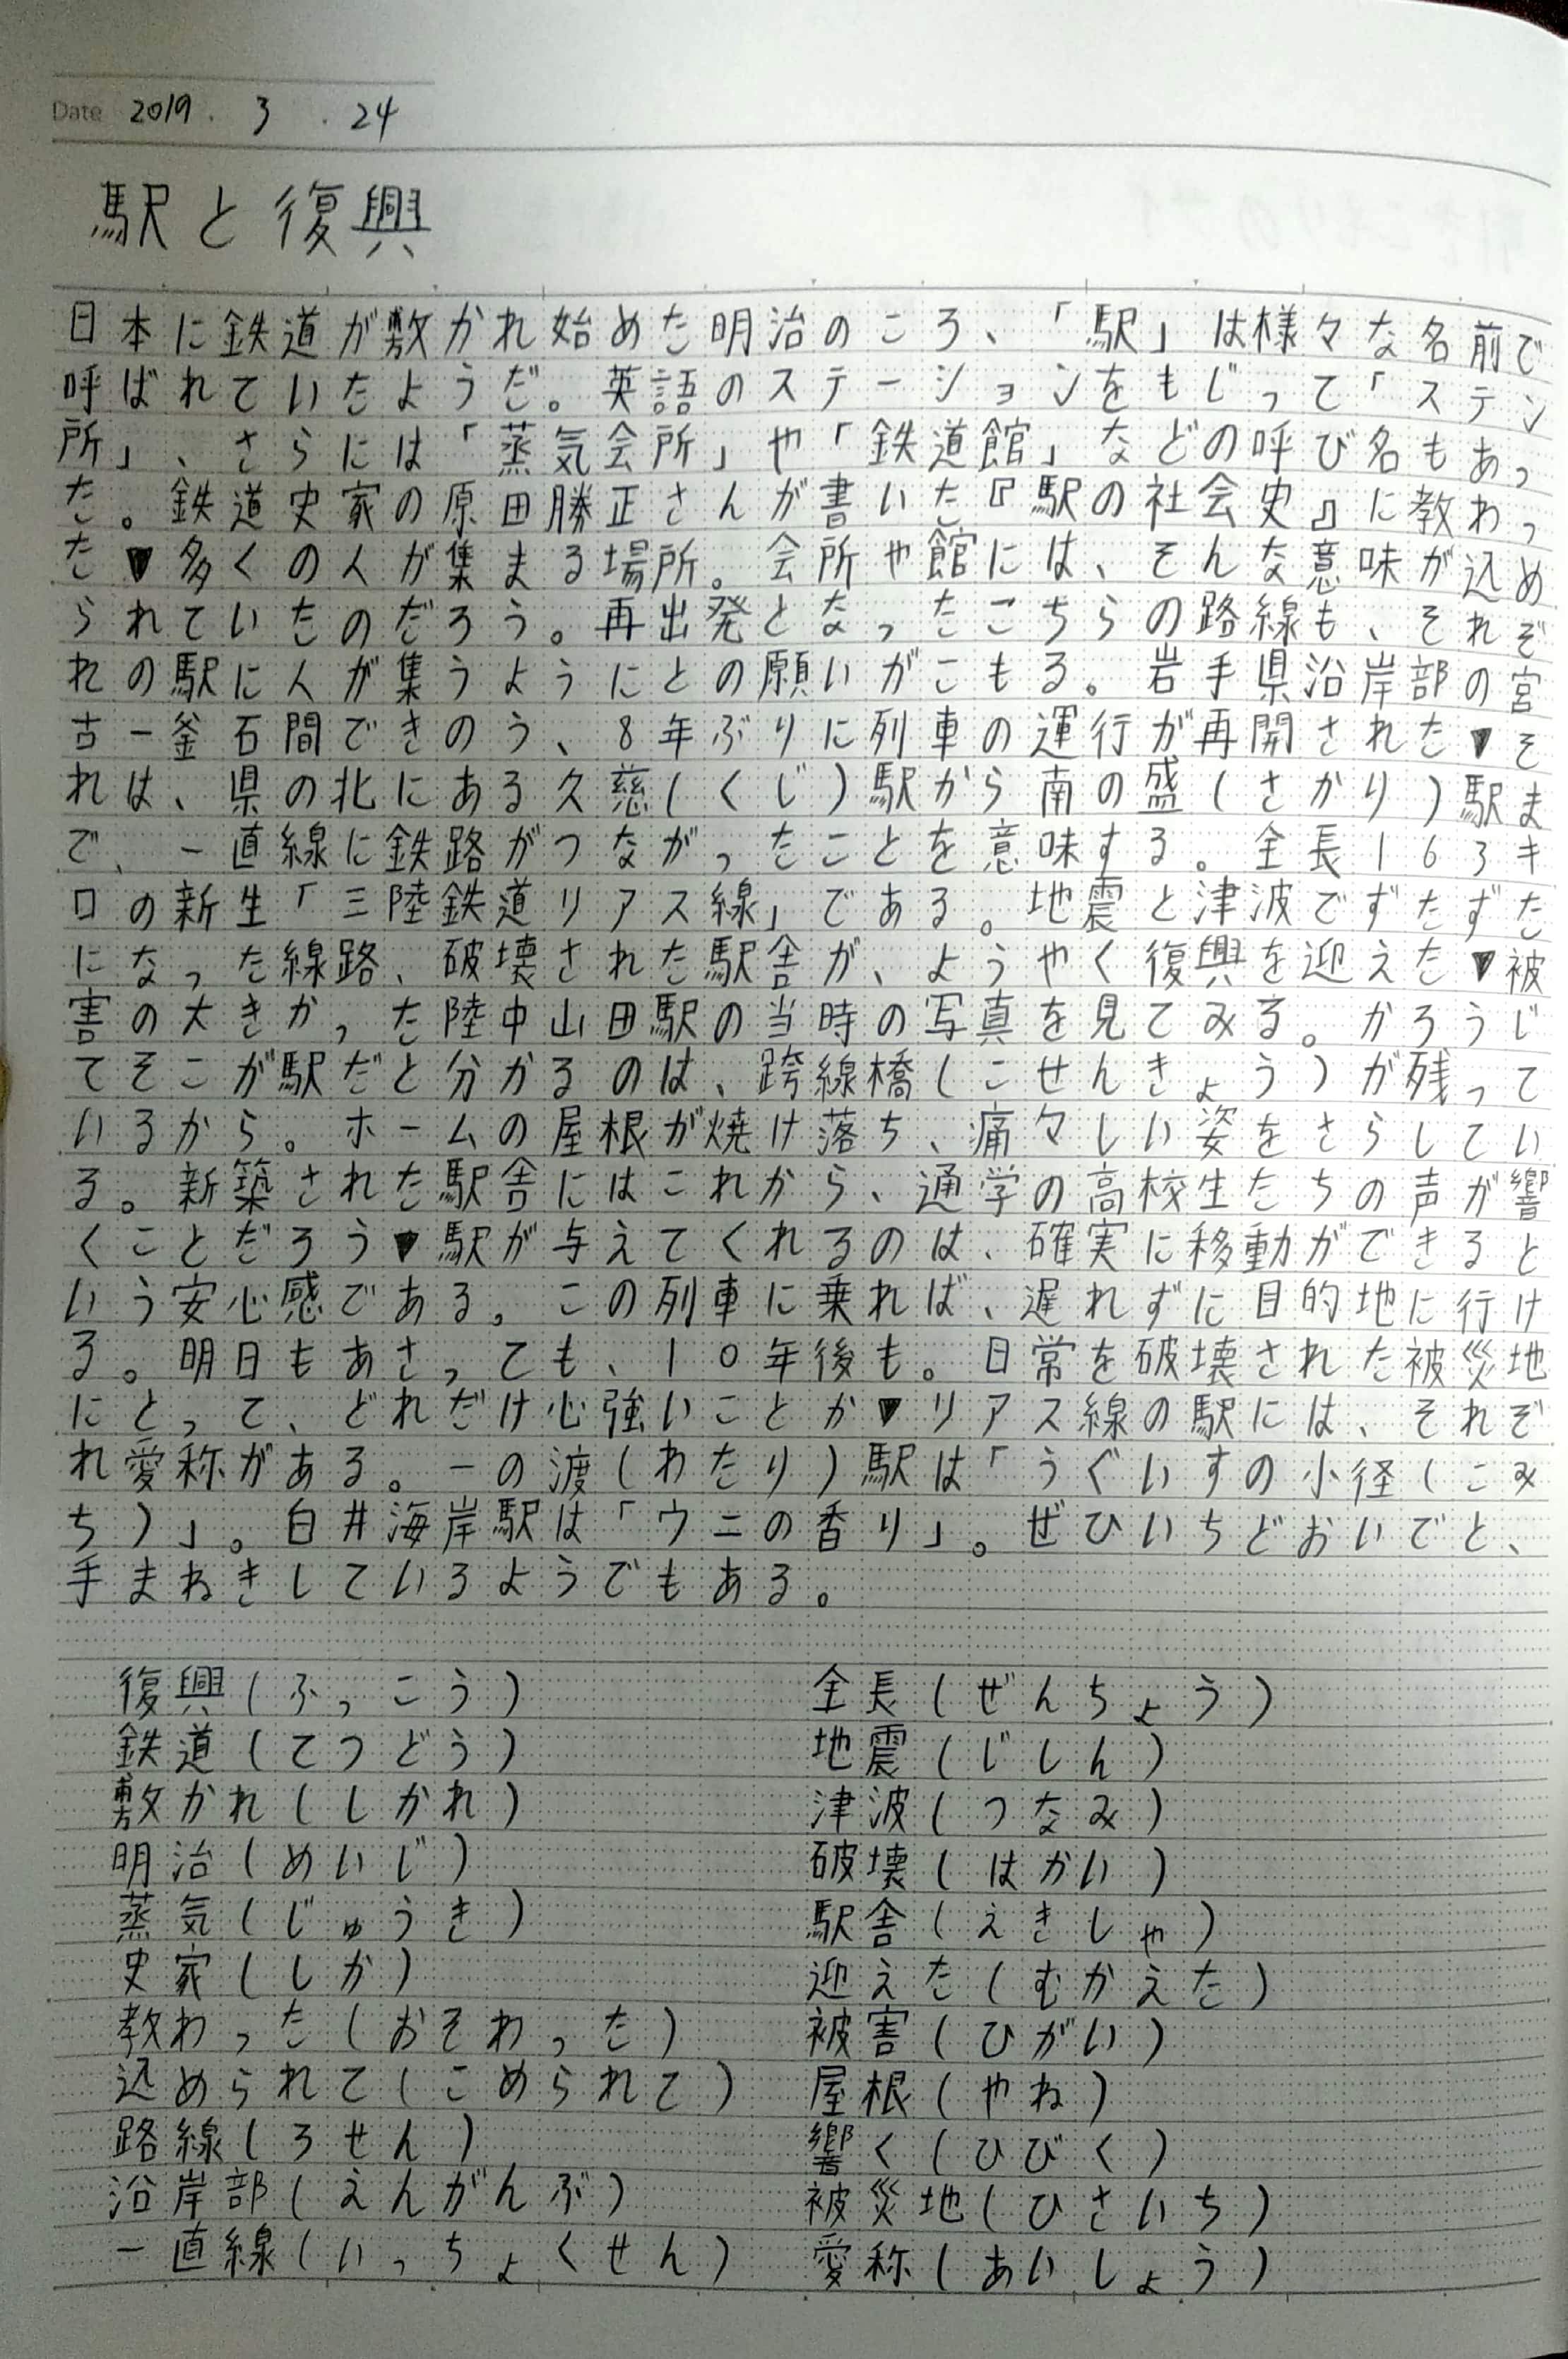 Date 2019 . 3 . 24
駅と復興
日本に鉄道が敷かれ始めた明治のころ、「駅」は様々な名前で
呼ばれていたようだ。英語のステーションをもじって「ステン
所」、さらには「蒸気会所」や「鉄道館」などの呼び名もあっ
た。鉄道史家の原田勝正さんが書いた『駅の社会史』に教わっ
た▼多くの人が集まる場所。会所や館には、そんな意味が込め
られていたのだろう。再出発となったこちらの路線も、それぞ
れの駅に人が集うようにとの願いがこもる。岩手県沿岸部の宮
古ー釜石間できのう、8年ぶりに列車の運行が再開された▼そ
れは、県の北にある久慈(くじ)駅から南の盛(さかり)駅ま
で、一直線に鉄路がつながったことを意味する。全長163キ
ロの新生「三陸鉄道リアス線」である。地震と津波でずたずた
になった線路、破壊された駅舎が、ようやく復興を迎えた▼被
害の大きかった陸中山田駅の当時の写真を見てみる。かろうじ
てそこが駅だと分かるのは、跨線橋(こせんきょう)が残って
いるから。ホームの屋根が焼け落ち、痛々しい姿をさらしてい
る。新築された駅舎にはこれから、通学の高校生たちの声が響
くことだろう▼駅が与えてくれるのは、確実に移動ができると
いう安心感である。この列車に乗れば、遅れずに目的地に行け
る。明日もあさっても、10年後も。日常を破壊された被災地
にとって、どれだけ心強いことか▼リアス線の駅には、それぞ
れ愛称がある。一の渡(わたり)駅は「うぐいすの小径(こみ
ち)」。白井海岸駅は「ウニの香り」。ぜひいちどおいでと、
手まねきしているようでもある。
復興(ふっこう)
鉄道(てつどう)
敷かれ(しかれ)
明治(めいじ)
蒸気(じゅうき)
史家(しか)
教わった(おそわった)
込められて(こめられて)
路線(ろせん)
沿岸部(えんがんぶ)
一直線(いっちょくせん)
全長(ぜんちょう)
地震(じしん)
津波(つなみ)
破壊(はかい)
駅舎(えきしゃ)
迎えた(むかえた)
被害(ひがい)
屋根(やね)
響く(ひびく)
被災地(ひさいち)
愛称(あいしょう)